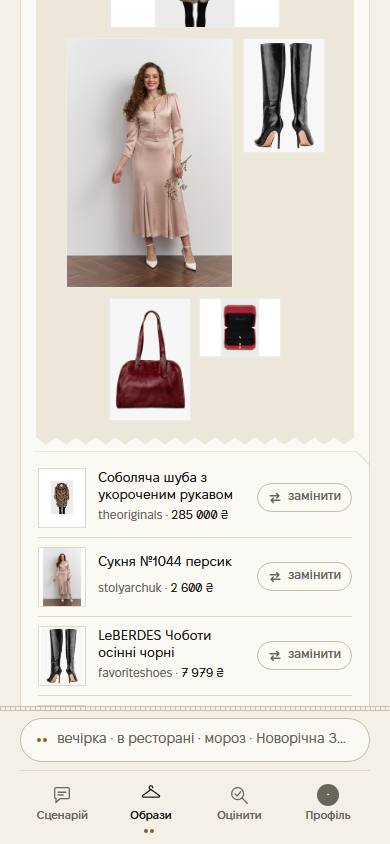 Соболяча шуба з
укороченим рукавом
theoriginals · 285 000 ₴
замінити
Сукня №1044 персик
stolyarchuk · 2 600 ₴
замінити
LeBERDES Чоботи
осінні чорні
favoriteshoes · 7 979 ₴
замінити
вечірка · в ресторані · мороз · Новорічна З...
Сценарій
Образи
Оцінити
Профіль